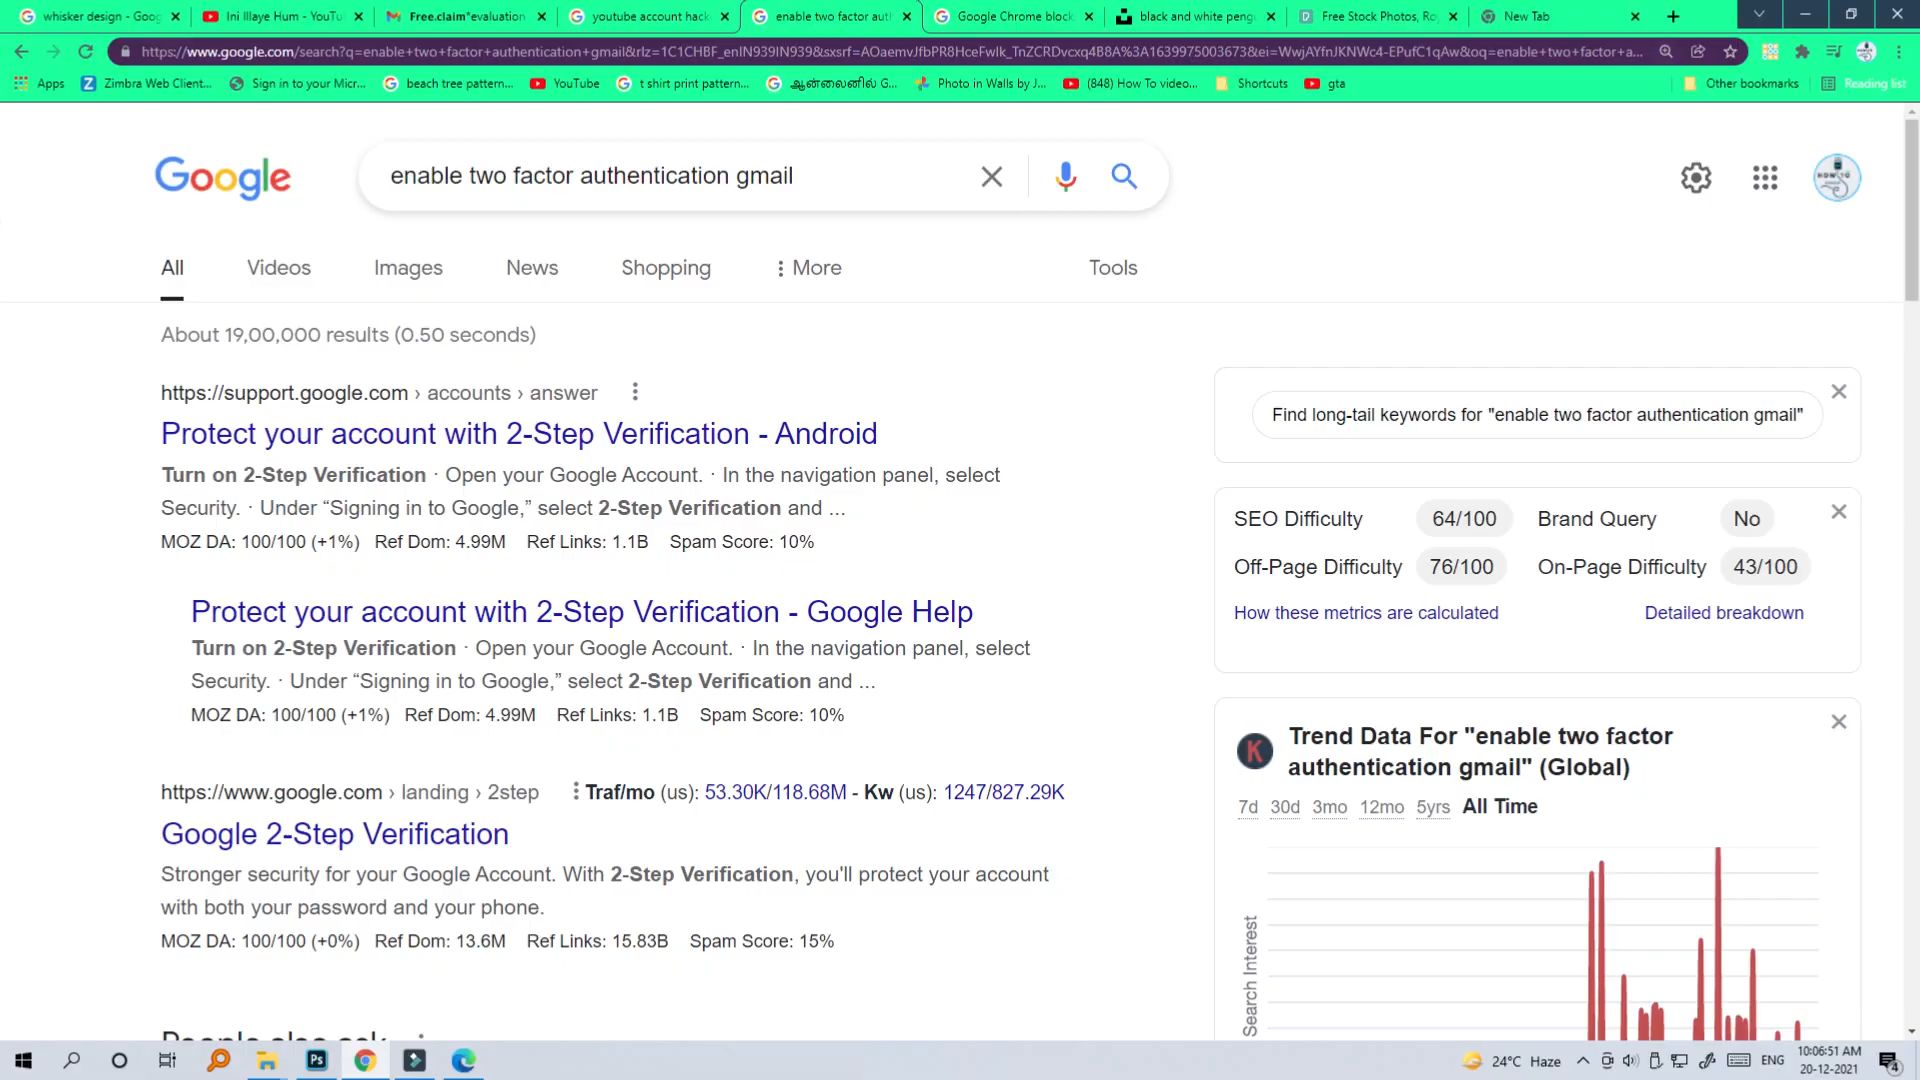 whisker design - Goog
Ini Illaye Hum - YouTu
Free.claim*evaluation
youtube account hack
enable two factor aut
Google Chrome block
black and white peng
Free Stock Photos, Ro
New Tab
https://www.google.com/search?q=enable+two+factor+authentication+gmail&rlz=1C1CHBF_enIN939IN939&sxsrf=AOaemvJfbPR8HceFwIk_TnZCRDvcxq4B8A%3A1639975003673&ei=WwjAYfnJKNWc4-EPufC1qAw&oq=enable+two+factor+a...
Apps
Zimbra Web Client...
Sign in to your Micr...
beach tree pattern...
YouTube
t shirt print pattern...
ஆன்லைனில் G...
Photo in Walls by J...
(848) How To video...
Shortcuts
gta
Other bookmarks
Reading list
Google
enable two factor authentication gmail
HOW TO
All
Videos
Images
News
Shopping
More
Tools
About 19,00,000 results (0.50 seconds)
https://support.google.com › accounts › answer
Protect your account with 2-Step Verification - Android
Turn on 2-Step Verification · Open your Google Account. · In the navigation panel, select
Security. · Under “Signing in to Google,” select 2-Step Verification and ...
MOZ DA: 100/100 (+1%) Ref Dom: 4.99M Ref Links: 1.1B Spam Score: 10%
Protect your account with 2-Step Verification - Google Help
Turn on 2-Step Verification · Open your Google Account. · In the navigation panel, select
Security. · Under “Signing in to Google,” select 2-Step Verification and ...
MOZ DA: 100/100 (+1%) Ref Dom: 4.99M Ref Links: 1.1B Spam Score: 10%
https://www.google.com › landing › 2step
Traf/mo (us): 53.30K/118.68M - Kw (us): 1247/827.29K
Google 2-Step Verification
Stronger security for your Google Account. With 2-Step Verification, you'll protect your account
with both your password and your phone.
MOZ DA: 100/100 (+0%) Ref Dom: 13.6M Ref Links: 15.83B Spam Score: 15%
People also ask
Find long-tail keywords for "enable two factor authentication gmail"
SEO Difficulty 64/100 Brand Query No
Off-Page Difficulty 76/100 On-Page Difficulty 43/100
How these metrics are calculated
Detailed breakdown
K
Trend Data For "enable two factor
authentication gmail" (Global)
7d 30d 3mo 12mo 5yrs All Time
Search Interest
Ps
24°C Haze
ENG
10:06:51 AM
20-12-2021
4